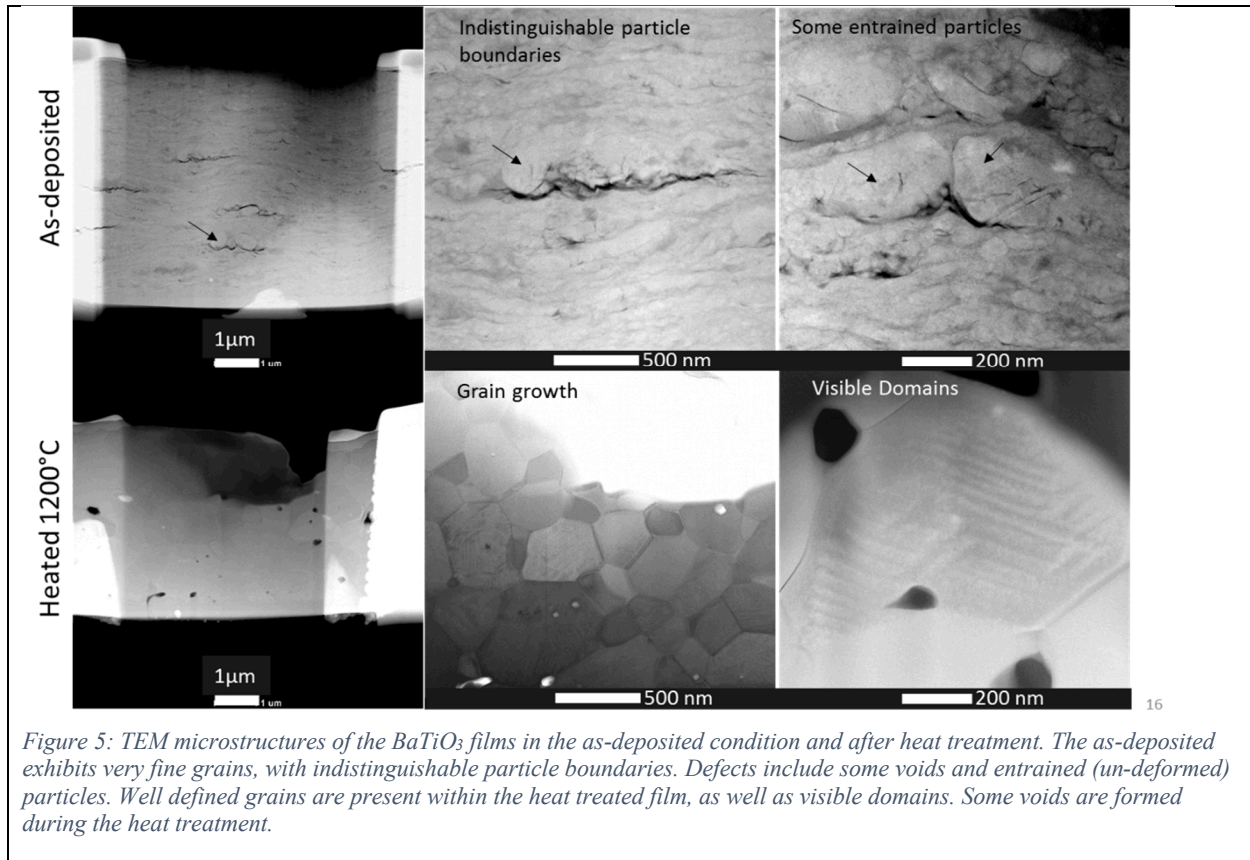 As-deposited
Indistinguishable particle
boundaries
Some entrained particles
1µm
1 um
500 nm
200 nm
Heated 1200°C
Grain growth
Visible Domains
1µm
1 um
500 nm
200 nm
16
Figure 5: TEM microstructures of the BaTiO₃ films in the as-deposited condition and after heat treatment. The as-deposited
exhibits very fine grains, with indistinguishable particle boundaries. Defects include some voids and entrained (un-deformed)
particles. Well defined grains are present within the heat treated film, as well as visible domains. Some voids are formed
during the heat treatment.